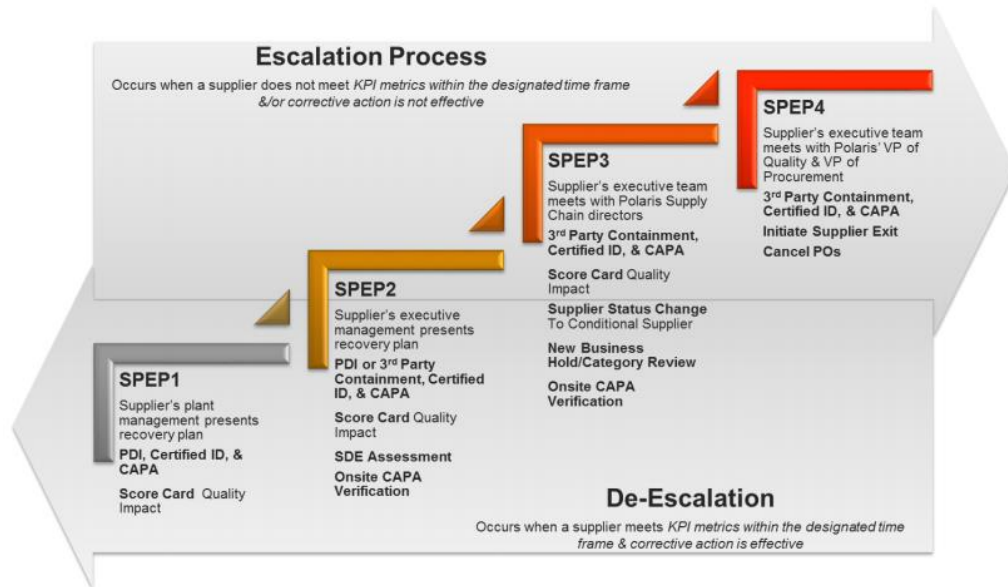 Escalation Process
Occurs when a supplier does not meet KPI metrics within the designated time frame
&/or corrective action is not effective
SPEP4
Supplier's executive team
meets with Polaris' VP of
Quality & VP of
Procurement
3rd Party Containment,
Certified ID, & CAPA
Initiate Supplier Exit
Cancel POs
SPEP3
Supplier's executive team
meets with Polaris Supply
Chain directors
3rd Party Containment,
Certified ID, & CAPA
Score Card Quality
Impact
Supplier Status Change
To Conditional Supplier
New Business
Hold/Category Review
Onsite CAPA
Verification
SPEP2
Supplier's executive
management presents
recovery plan
PDI or 3rd Party
Containment, Certified
ID, & CAPA
Score Card Quality
Impact
SDE Assessment
Onsite CAPA
Verification
SPEP1
Supplier's plant
management presents
recovery plan
PDI, Certified ID, &
CAPA
Score Card Quality
Impact
De-Escalation
Occurs when a supplier meets KPI metrics within the designated time
frame & corrective action is effective